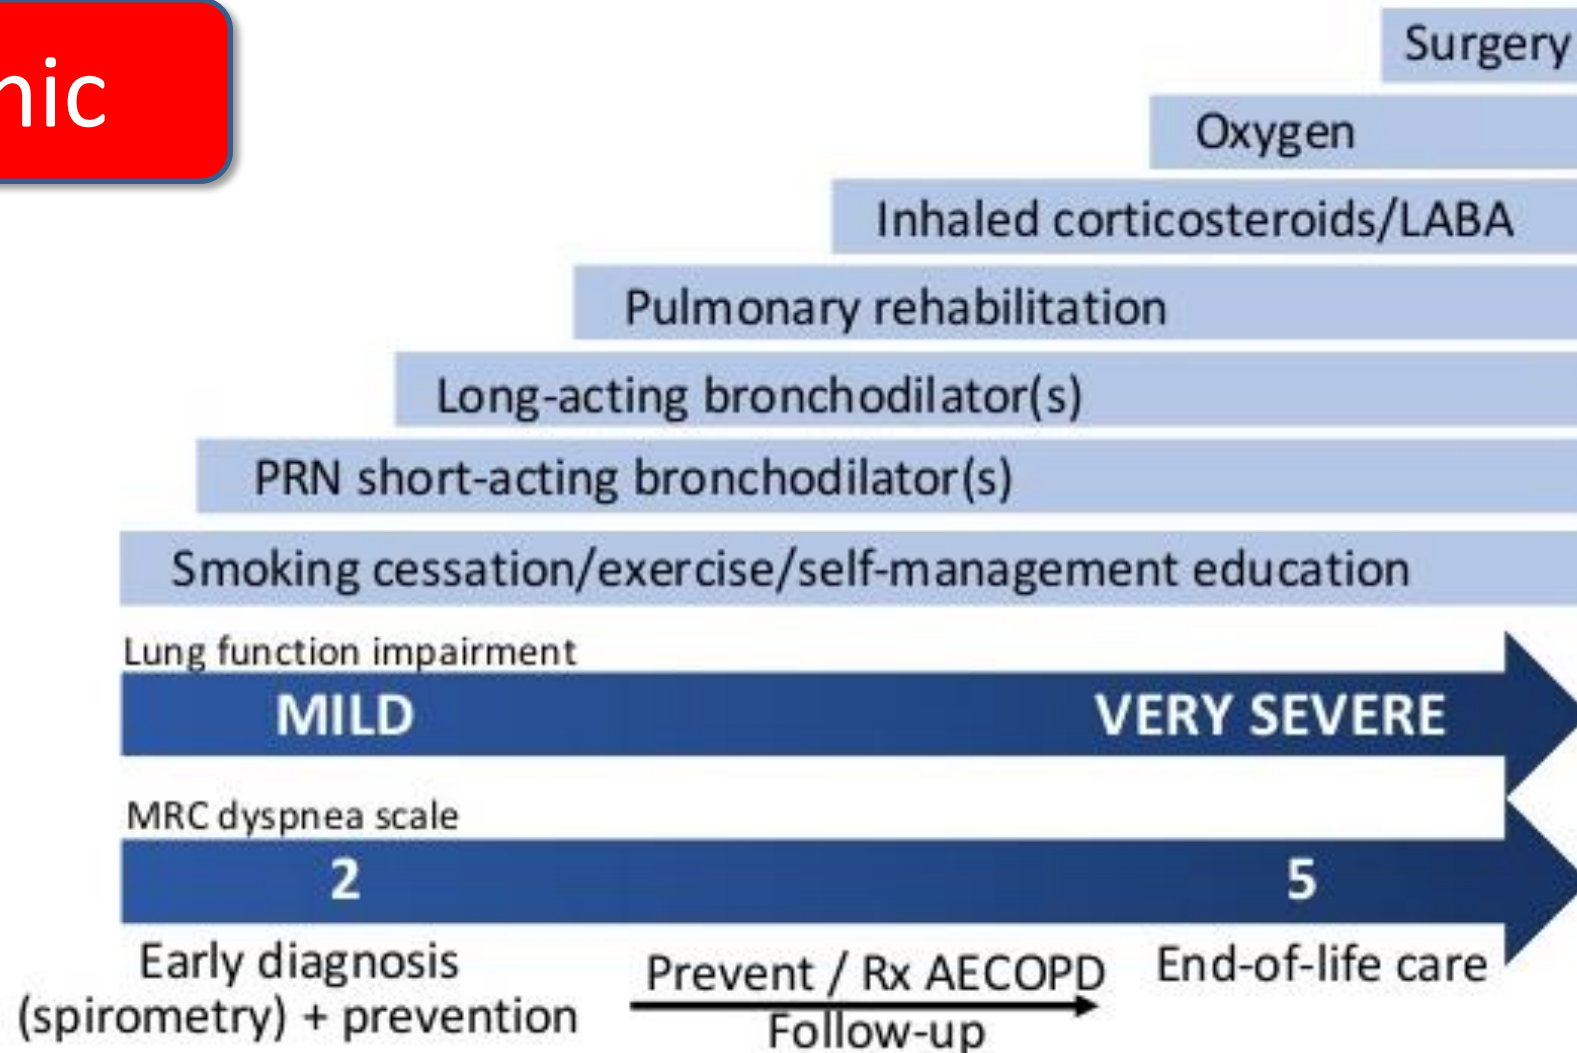 nic
Surgery
Oxygen
Inhaled corticosteroids/LABA
Pulmonary rehabilitation
Long-acting bronchodilator(s)
PRN short-acting bronchodilator(s)
Smoking cessation/exercise/self-management education
Lung function impairment
MILD VERY SEVERE
MRC dyspnea scale
2 5
Early diagnosis
(spirometry) + prevention
Prevent / Rx AECOPD
Follow-up
End-of-life care